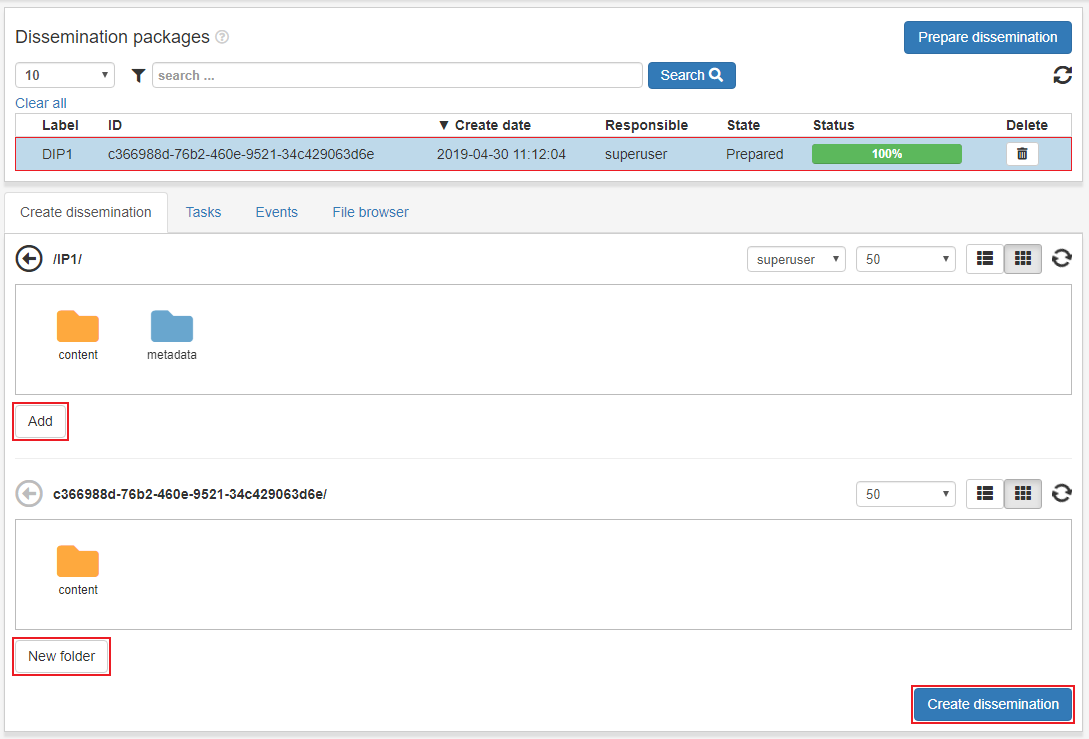 Dissemination packages ?
Prepare dissemination
10 search ... Search
Clear all
Label ID ▼ Create date Responsible State Status Delete
DIP1 c366988d-76b2-460e-9521-34c429063d6e 2019-04-30 11:12:04 superuser Prepared 100%
Create dissemination Tasks Events File browser
/IP1/ superuser 50
content metadata
Add
c366988d-76b2-460e-9521-34c429063d6e/ 50
content
New folder
Create dissemination